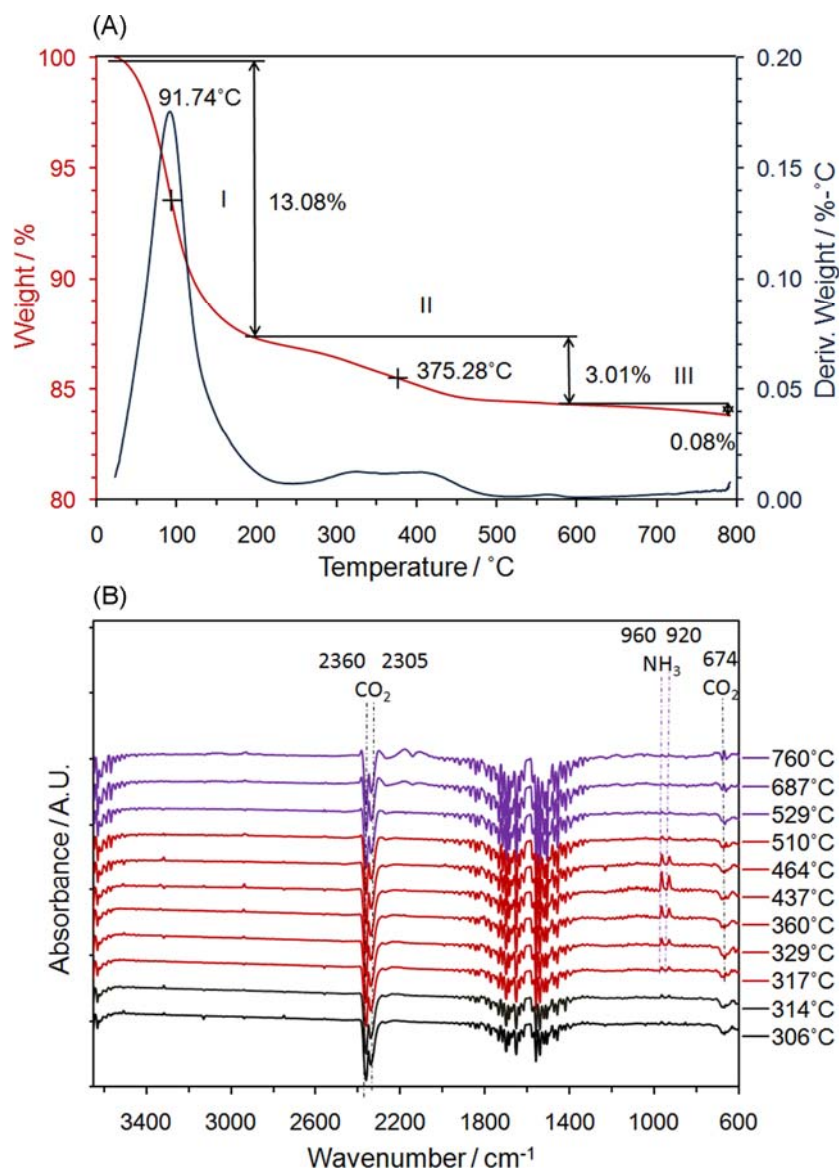 (A)
100
95
90
85
80
Weight / %
91.74˚C
I
13.08%
II
375.28˚C
3.01%
III
0.08%
0.20
0.15
0.10
0.05
0.00
Deriv. Weight / %-˚C
0 100 200 300 400 500 600 700 800
Temperature / ˚C
(B)
960 920
2360 2305 NH₃ 674
CO₂ CO₂
760˚C
687˚C
529˚C
510˚C
464˚C
437˚C
360˚C
329˚C
317˚C
314˚C
306˚C
Absorbance / A.U.
3400 3000 2600 2200 1800 1400 1000 600
Wavenumber / cm⁻¹